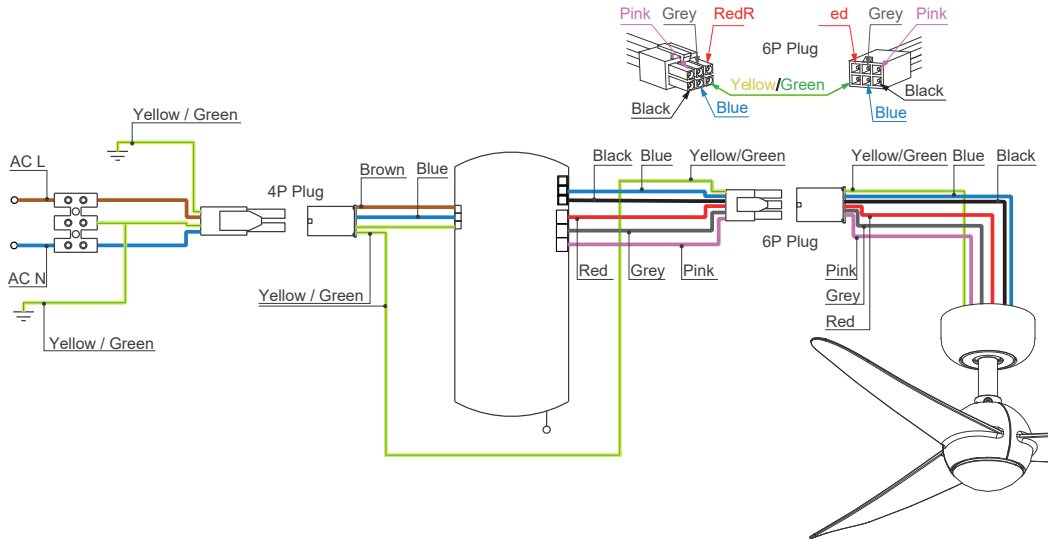 Pink
Grey
RedR
ed
Grey
Pink
6P Plug
Yellow/Green
Black
Blue
Black
Blue
Yellow / Green
AC L
4P Plug
Brown
Blue
Black
Blue
Yellow/Green
Yellow/Green
Blue
Black
6P Plug
Red
Grey
Pink
Pink
Grey
Red
AC N
Yellow / Green
Yellow / Green